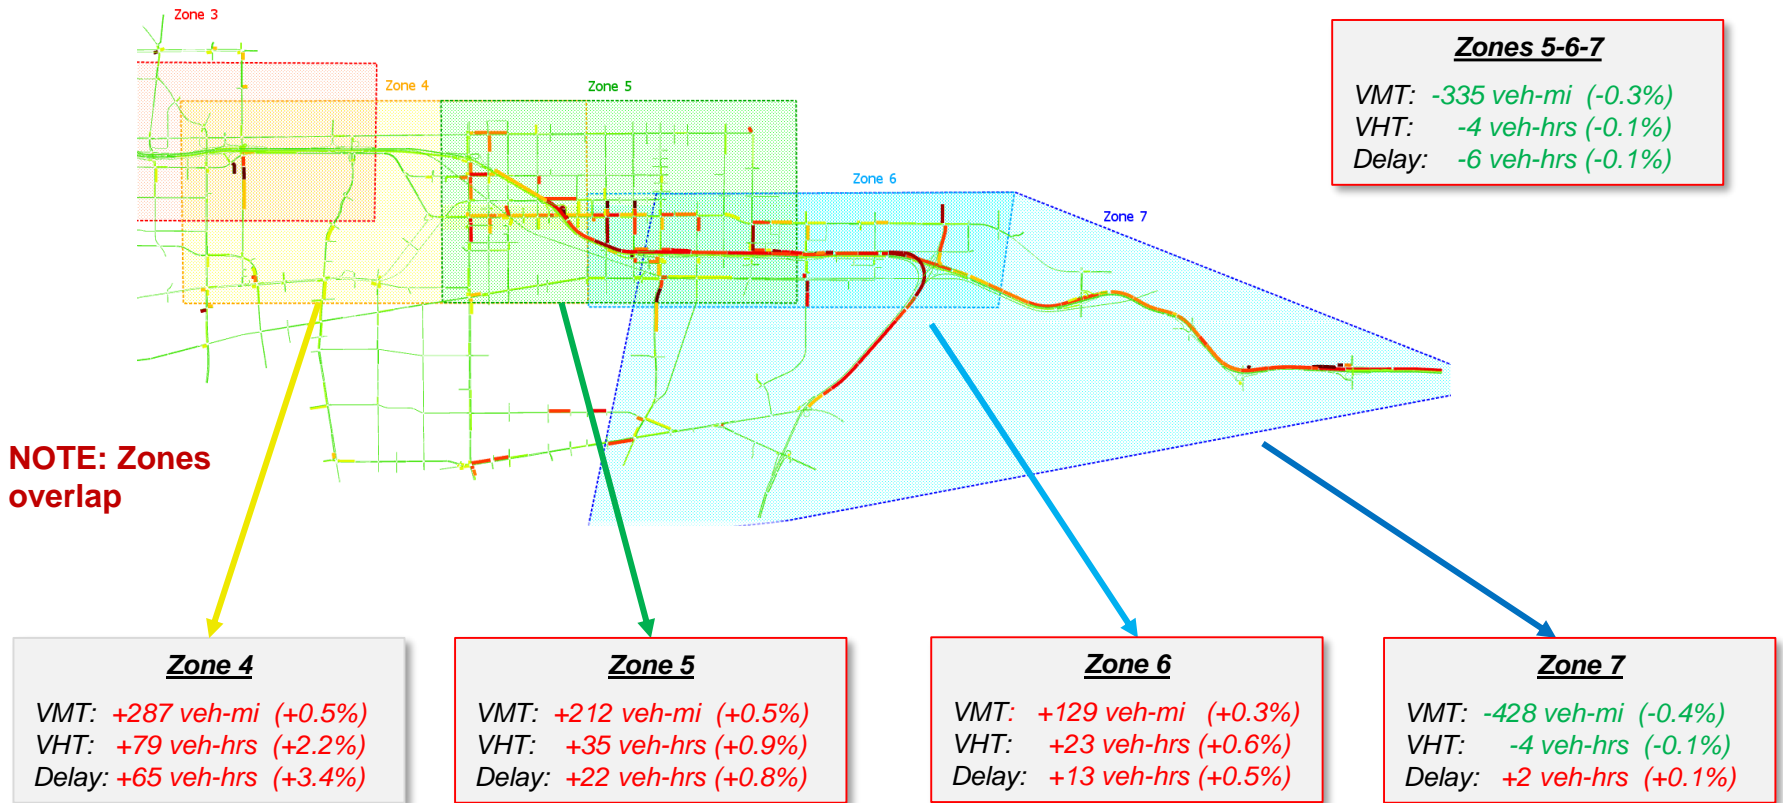 Zone 3
Zone 4
Zone 5
Zone 6
Zone 7
Zones 5-6-7
VMT: -335 veh-mi (-0.3%)
VHT: -4 veh-hrs (-0.1%)
Delay: -6 veh-hrs (-0.1%)
NOTE: Zones
overlap
Zone 4
VMT: +287 veh-mi (+0.5%)
VHT: +79 veh-hrs (+2.2%)
Delay: +65 veh-hrs (+3.4%)
Zone 5
VMT: +212 veh-mi (+0.5%)
VHT: +35 veh-hrs (+0.9%)
Delay: +22 veh-hrs (+0.8%)
Zone 6
VMT: +129 veh-mi (+0.3%)
VHT: +23 veh-hrs (+0.6%)
Delay: +13 veh-hrs (+0.5%)
Zone 7
VMT: -428 veh-mi (-0.4%)
VHT: -4 veh-hrs (-0.1%)
Delay: +2 veh-hrs (+0.1%)